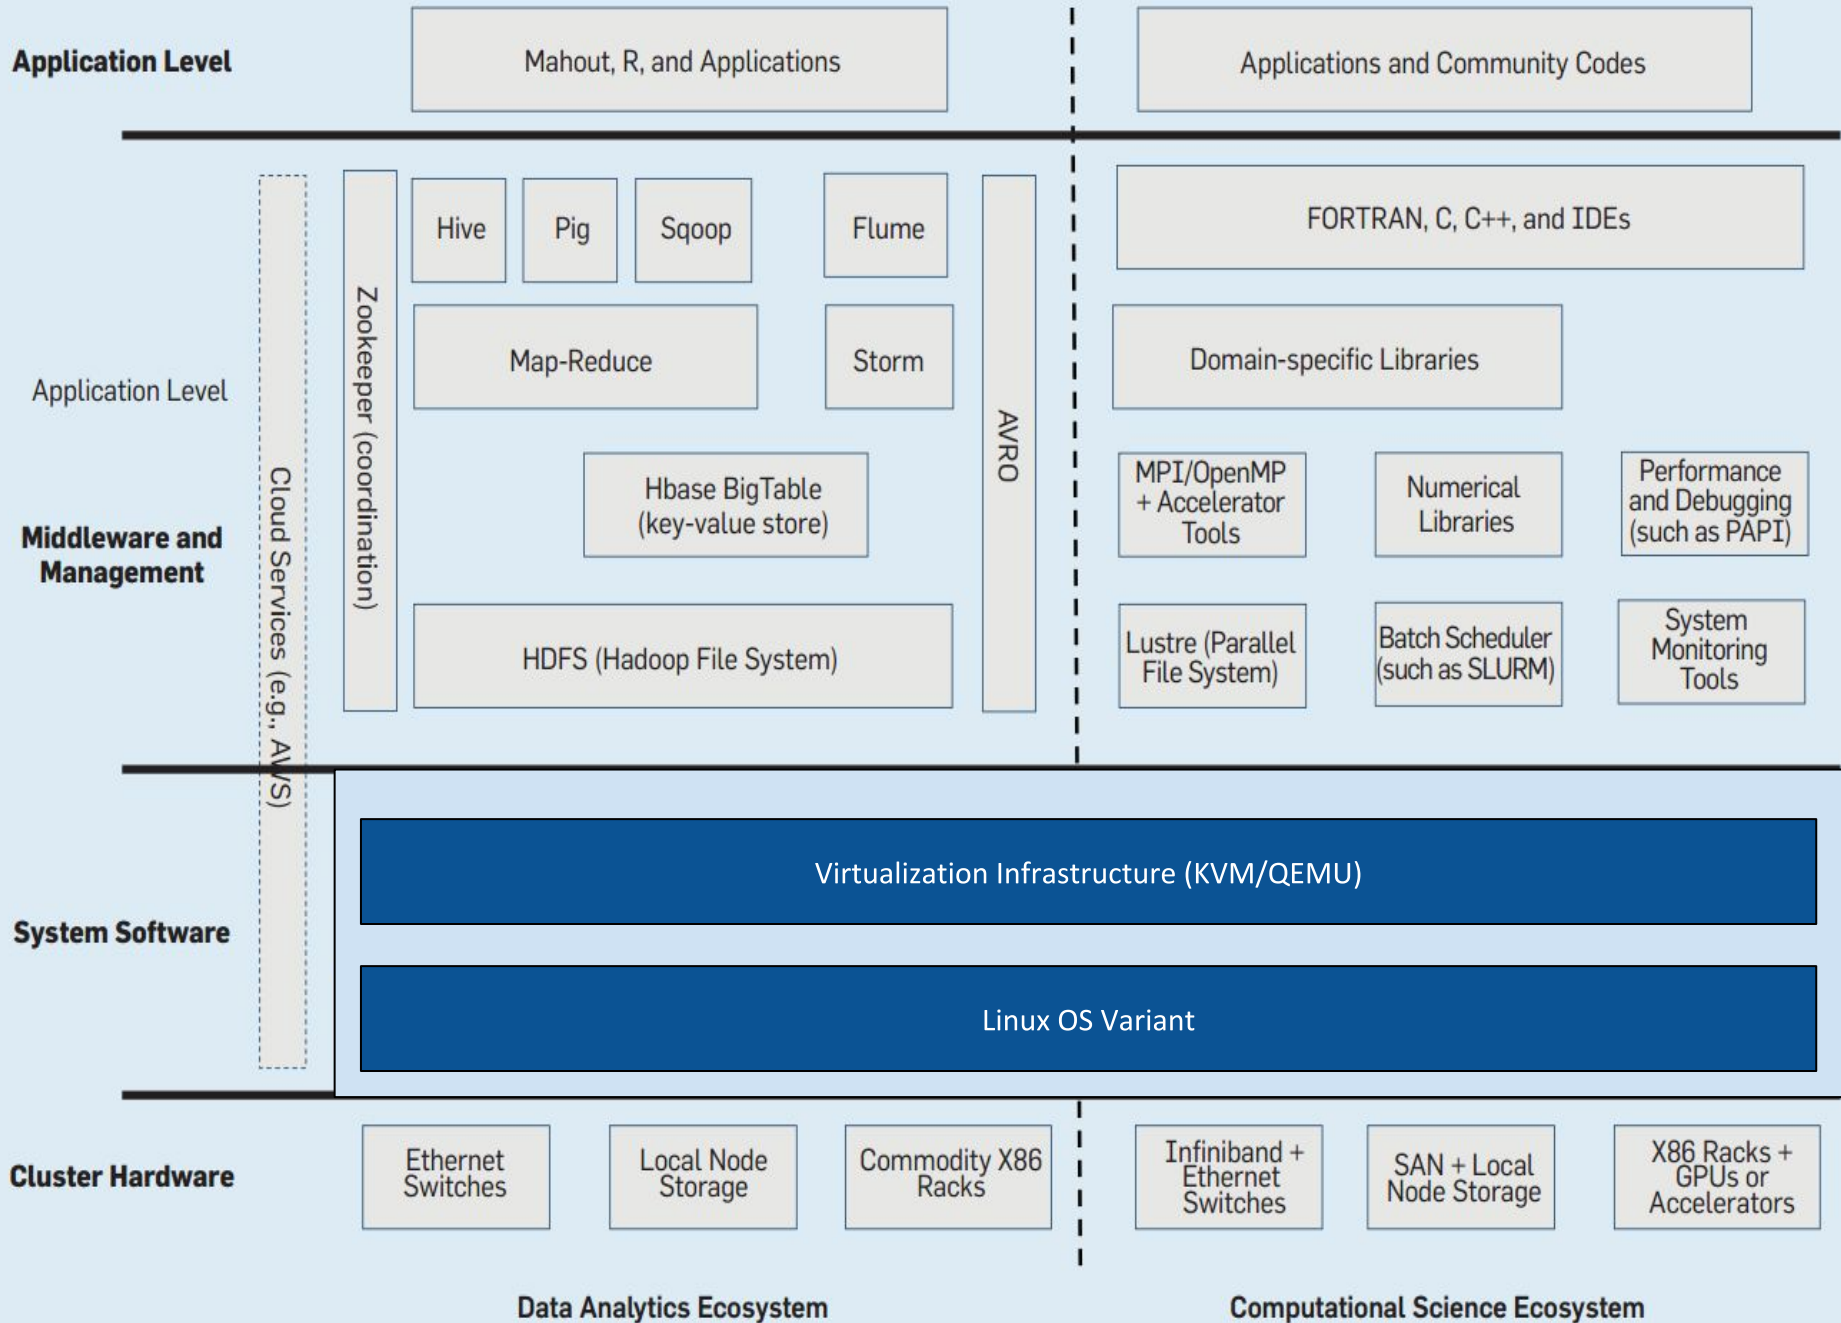 Application Level
Mahout, R, and Applications
Applications and Community Codes
Cloud Services (e.g., AWS)
Zookeeper (coordination)
Hive
Pig
Sqoop
Flume
AVRO
FORTRAN, C, C++, and IDEs
Application Level
Map-Reduce
Storm
Domain-specific Libraries
Middleware and
Management
Hbase BigTable
(key-value store)
MPI/OpenMP
+ Accelerator
Tools
Numerical
Libraries
Performance
and Debugging
(such as PAPI)
HDFS (Hadoop File System)
Lustre (Parallel
File System)
Batch Scheduler
(such as SLURM)
System
Monitoring
Tools
System Software
Virtualization Infrastructure (KVM/QEMU)
Linux OS Variant
Cluster Hardware
Ethernet
Switches
Local Node
Storage
Commodity X86
Racks
Infiniband +
Ethernet
Switches
SAN + Local
Node Storage
X86 Racks +
GPUs or
Accelerators
Data Analytics Ecosystem
Computational Science Ecosystem